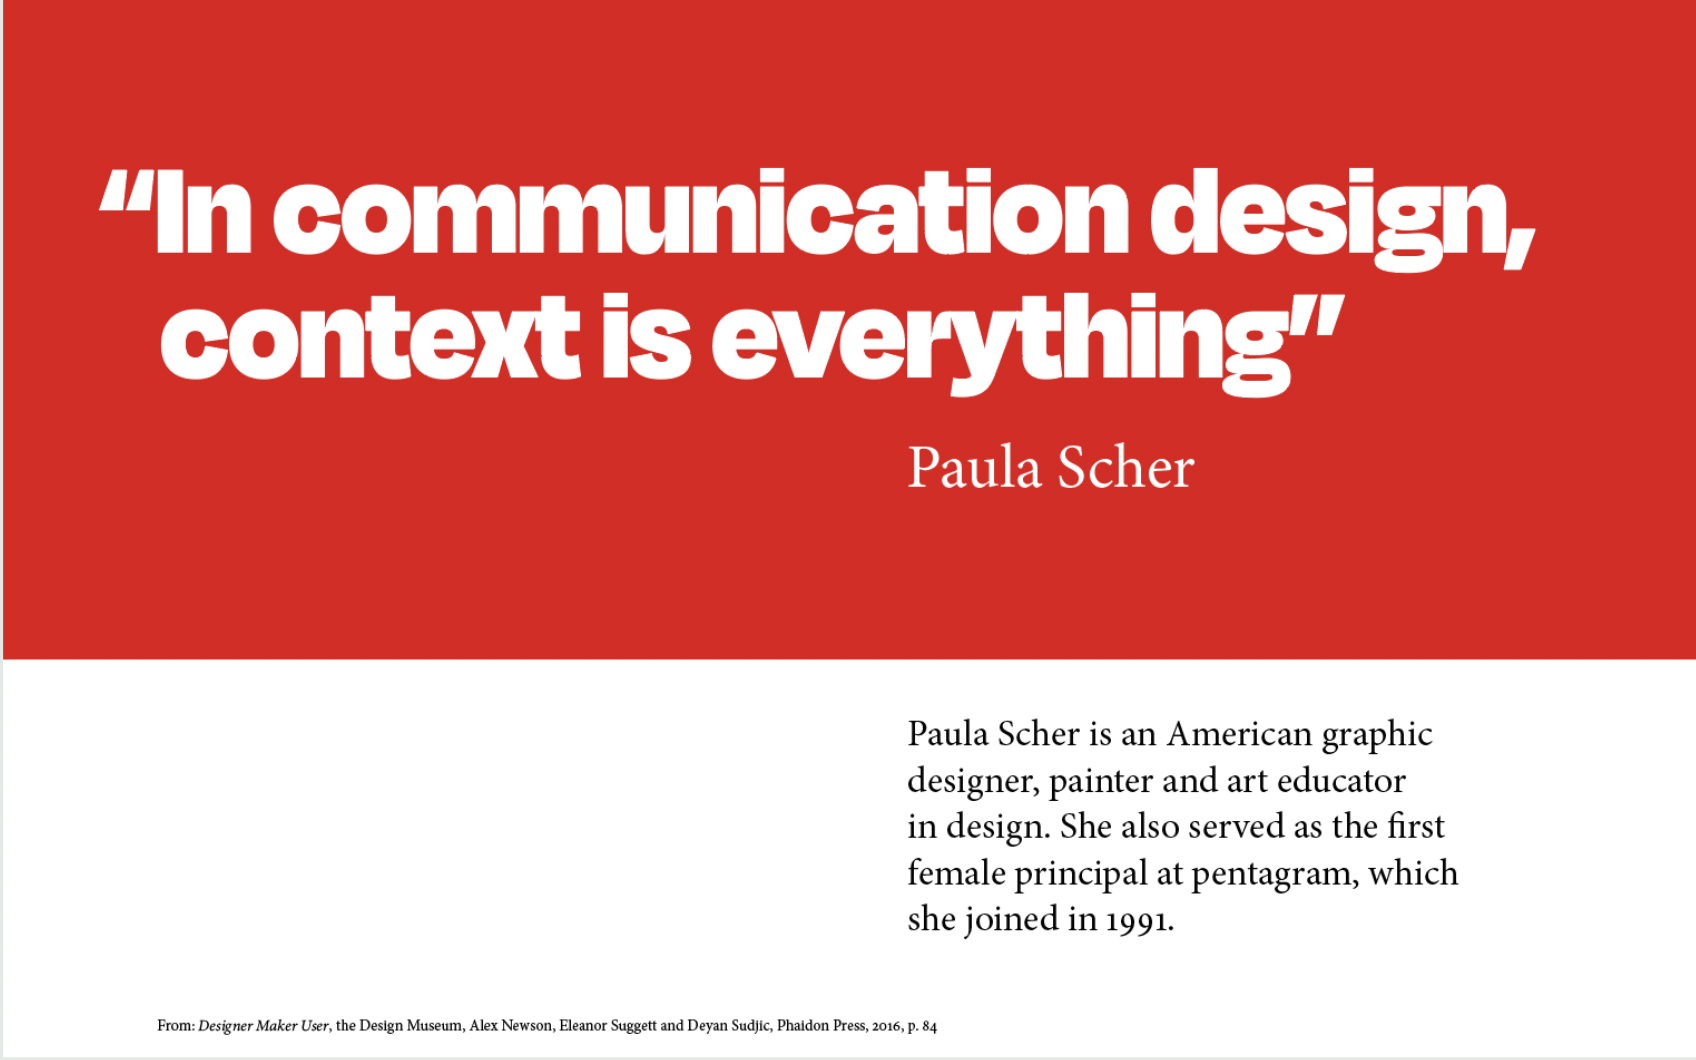 “In communication design,
context is everything”
Paula Scher
Paula Scher is an American graphic
designer, painter and art educator
in design. She also served as the first
female principal at pentagram, which
she joined in 1991.
From: Designer Maker User, the Design Museum, Alex Newson, Eleanor Suggett and Deyan Sudjic, Phaidon Press, 2016, p. 84